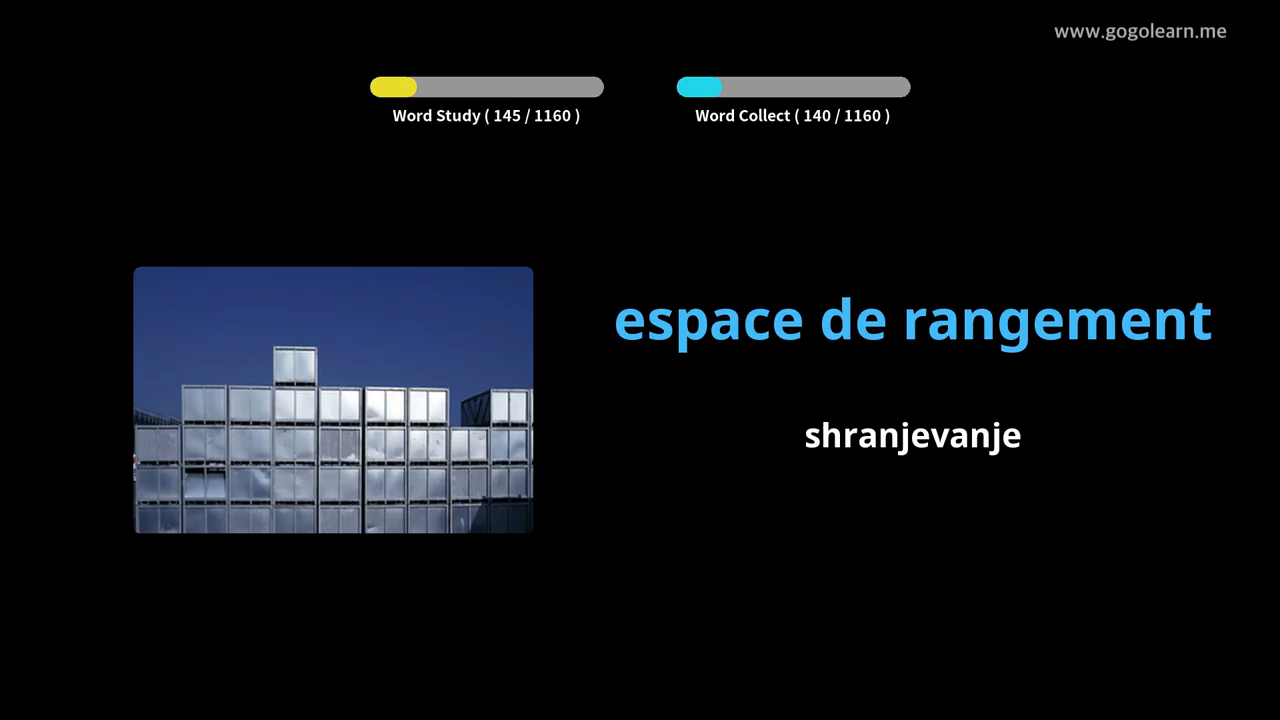 www.gogolearn.me
Word Study ( 145 / 1160 )
Word Collect ( 140 / 1160 )
espace de rangement
shranjevanje